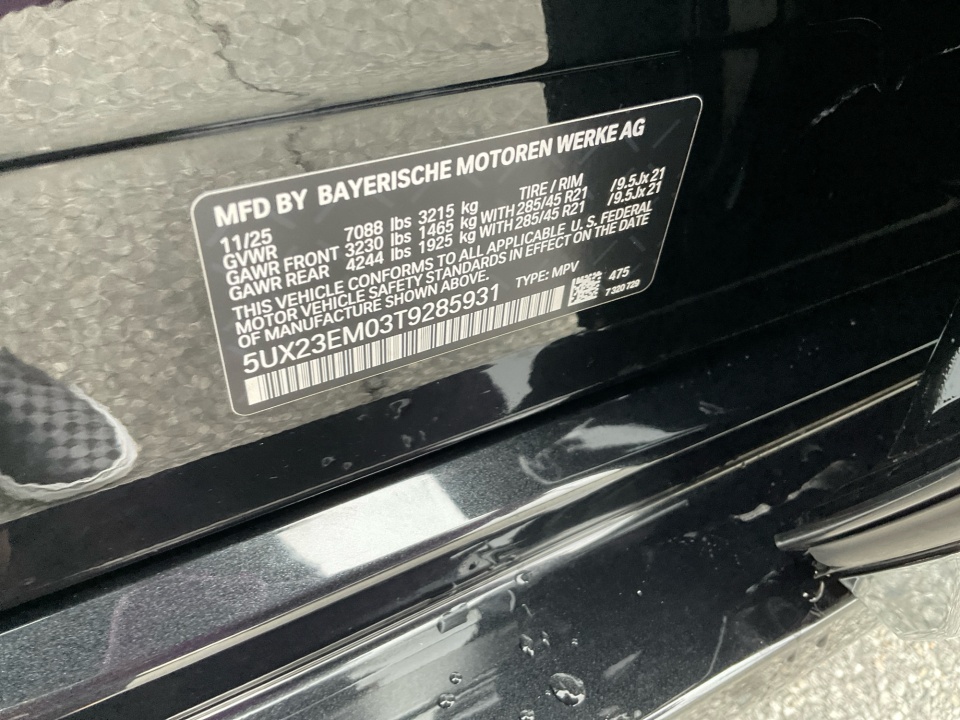 MFD BY BAYERISCHE MOTOREN WERKE AG
11/25 TIRE / RIM
GVWR 7088 lbs 3215 kg
GAWR FRONT 3230 lbs 1465 kg WITH 285/45 R21 /9.5Jx21
GAWR REAR 4244 lbs 1925 kg WITH 285/45 R21 /9.5Jx21
THIS VEHICLE CONFORMS TO ALL APPLICABLE U. S. FEDERAL
MOTOR VEHICLE SAFETY STANDARDS IN EFFECT ON THE DATE
OF MANUFACTURE SHOWN ABOVE. TYPE: MPV
5UX23EM03T9285931
475
7 320 729